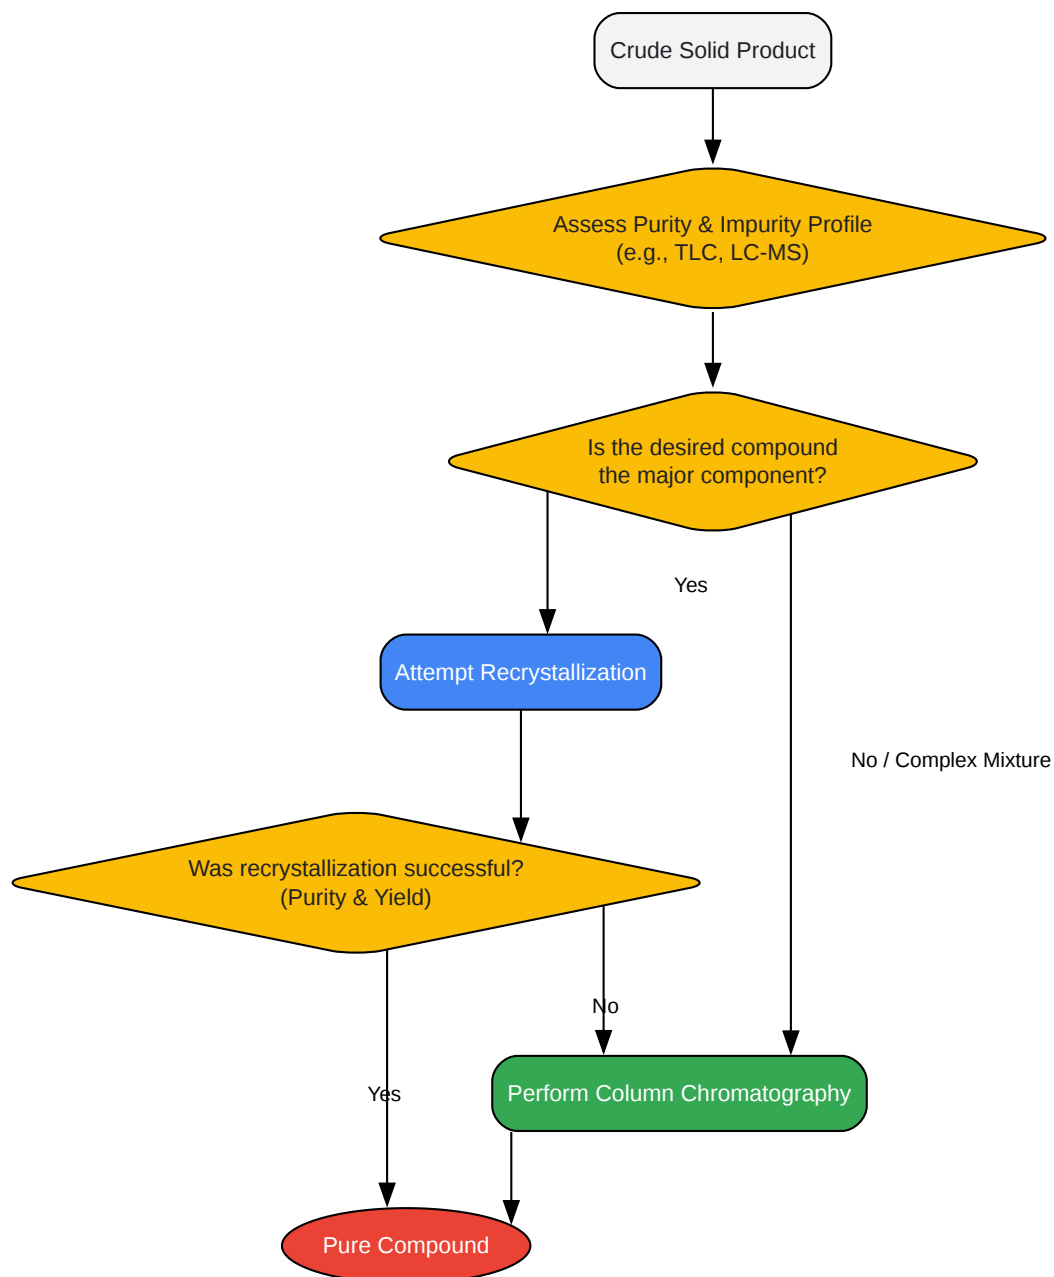 Crude Solid Product
Assess Purity & Impurity Profile
(e.g., TLC, LC-MS)
Is the desired compound
the major component?
Yes
Attempt Recrystallization
No / Complex Mixture
Was recrystallization successful?
(Purity & Yield)
No
Yes
Perform Column Chromatography
Pure Compound